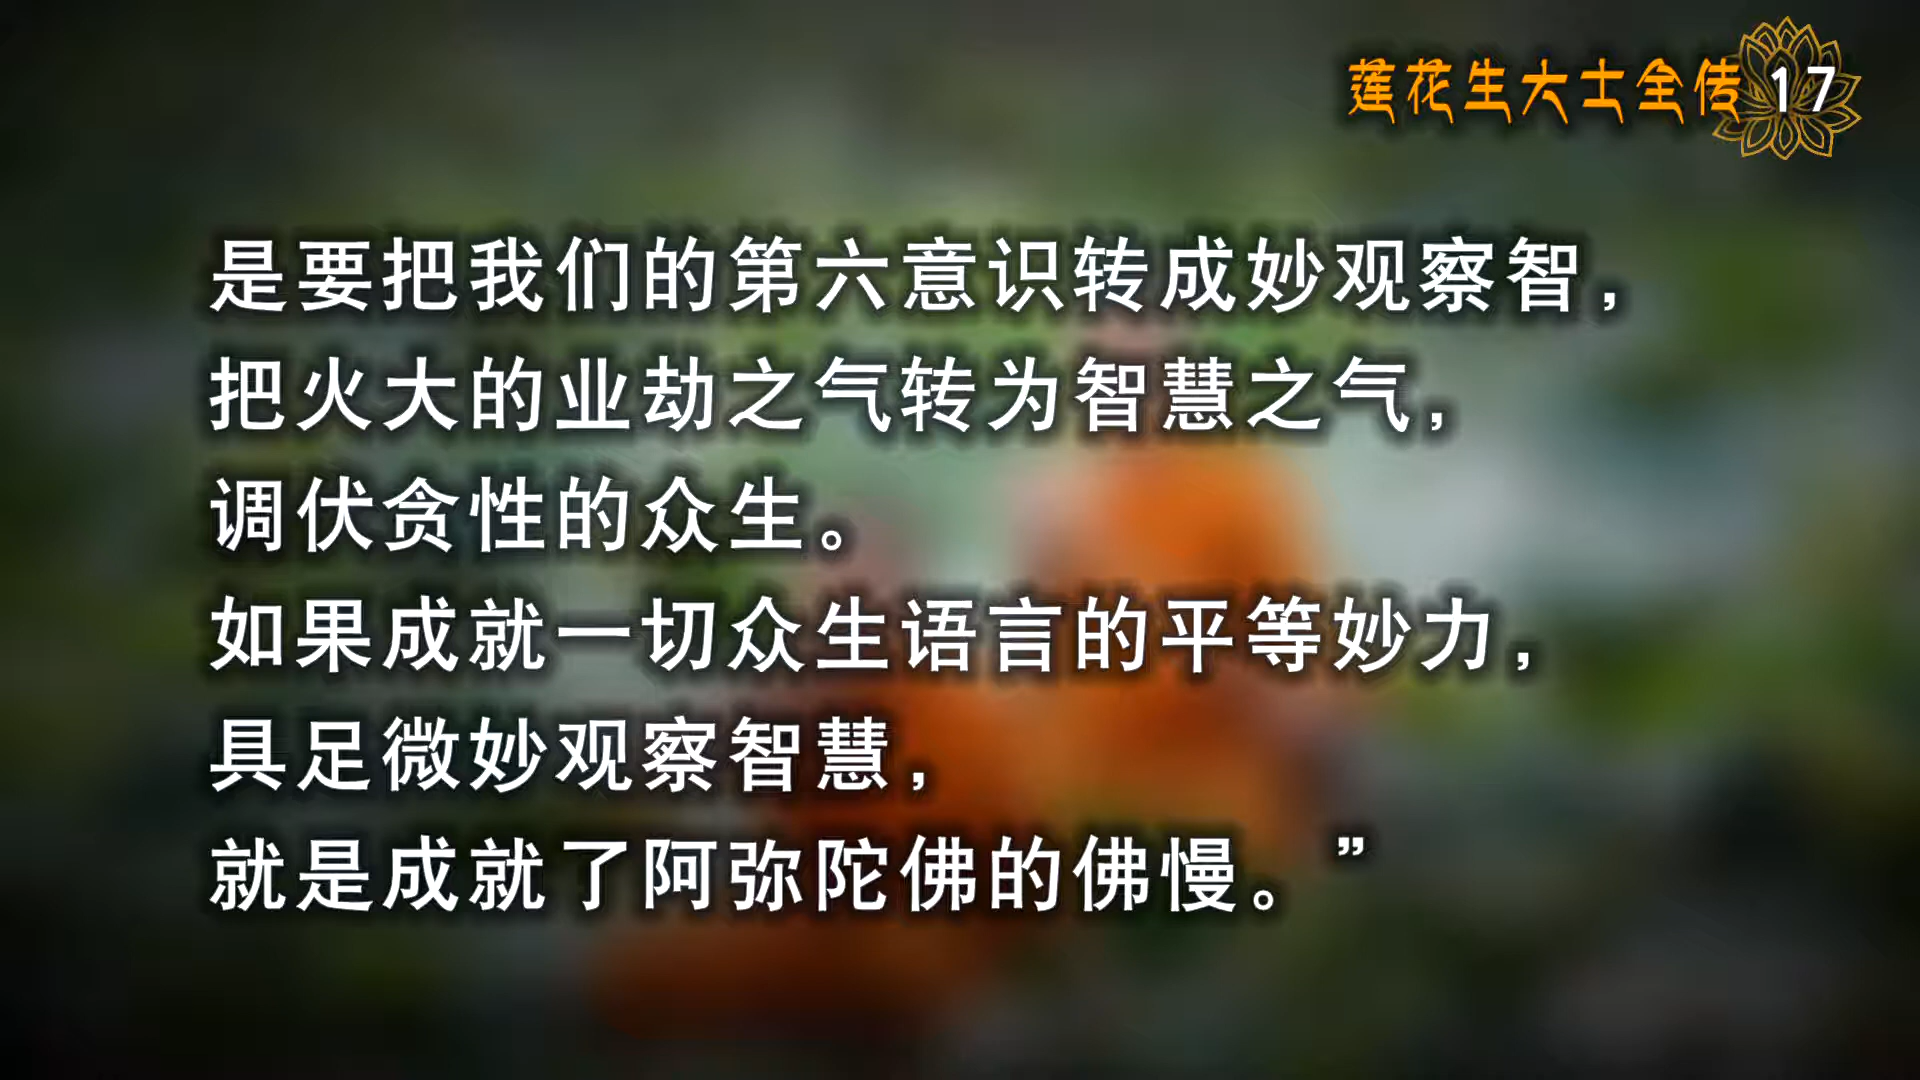 莲花生大士全传 17
是要把我们的第六意识转成妙观察智，
把火大的业劫之气转为智慧之气，
调伏贪性的众生。
如果成就一切众生语言的平等妙力，
具足微妙观察智慧，
就是成就了阿弥陀佛的佛慢。”